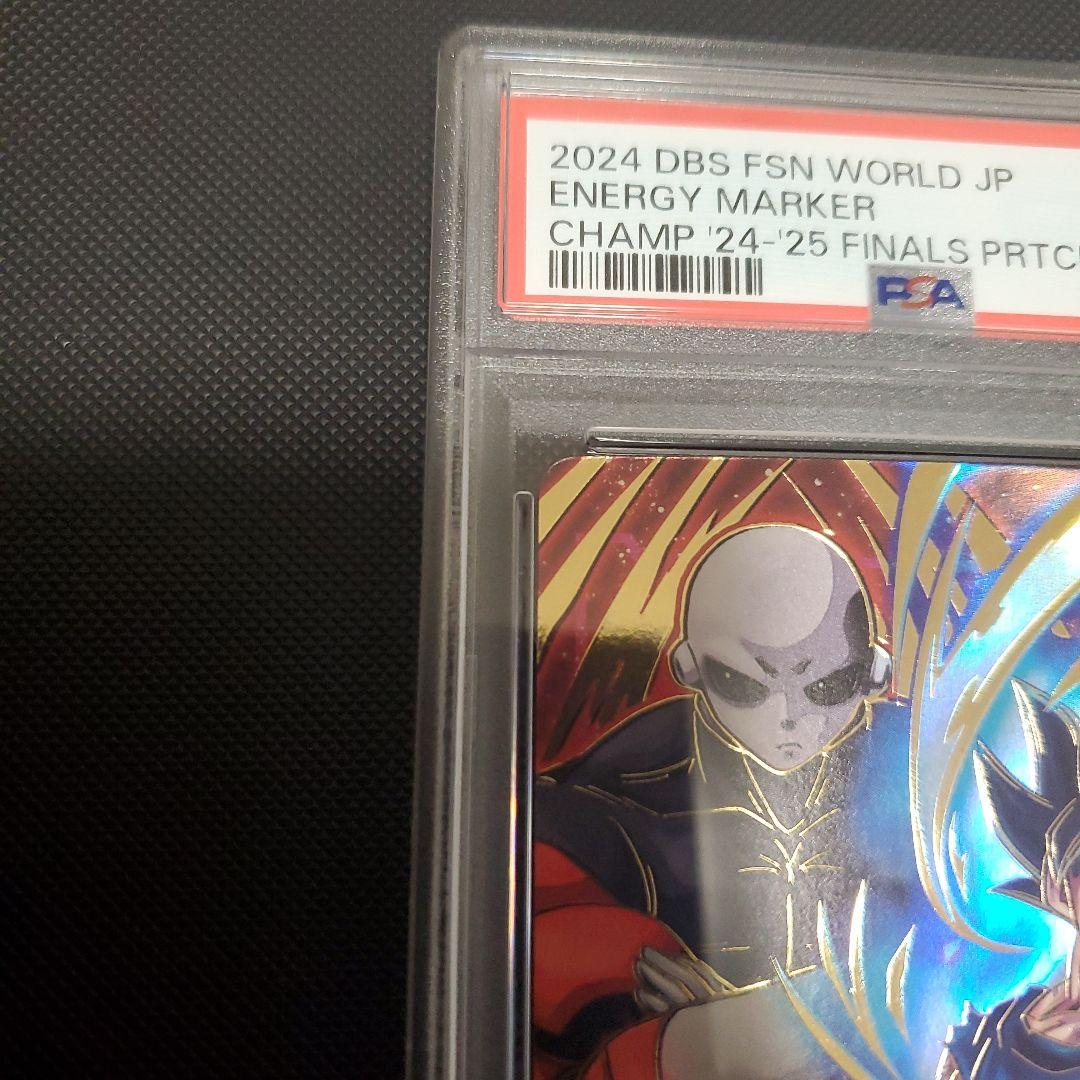 2024 DBS FSN WORLD JP
ENERGY MARKER
CHAMP '24-'25 FINALS PRTC
PSA